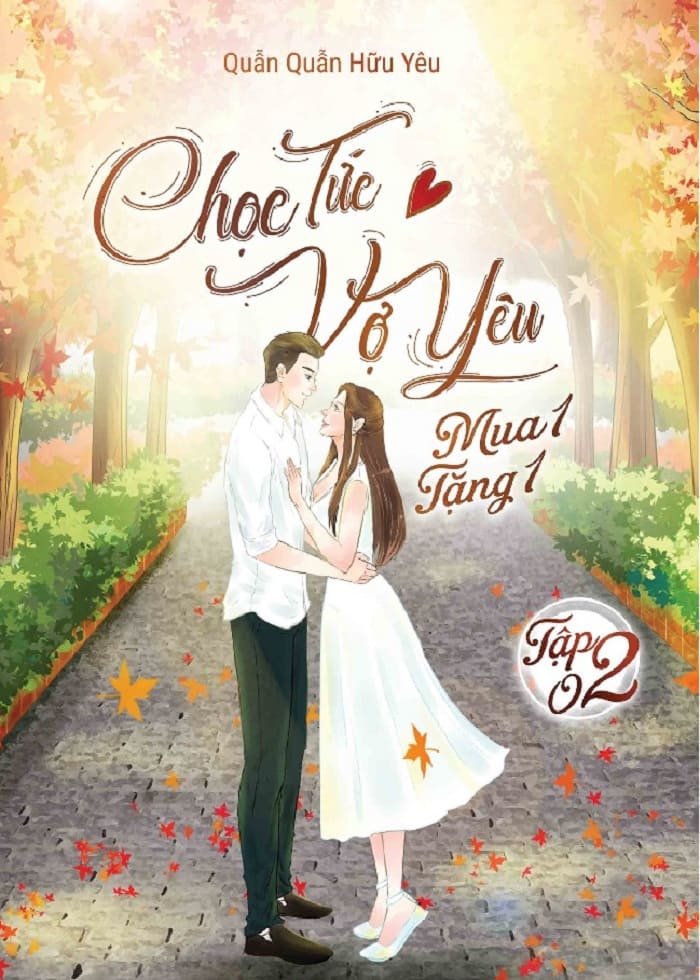 Quẫn Quẫn Hữu Yêu
Chọc Tức
Vợ Yêu
Mua 1
Tặng 1
Tập
02